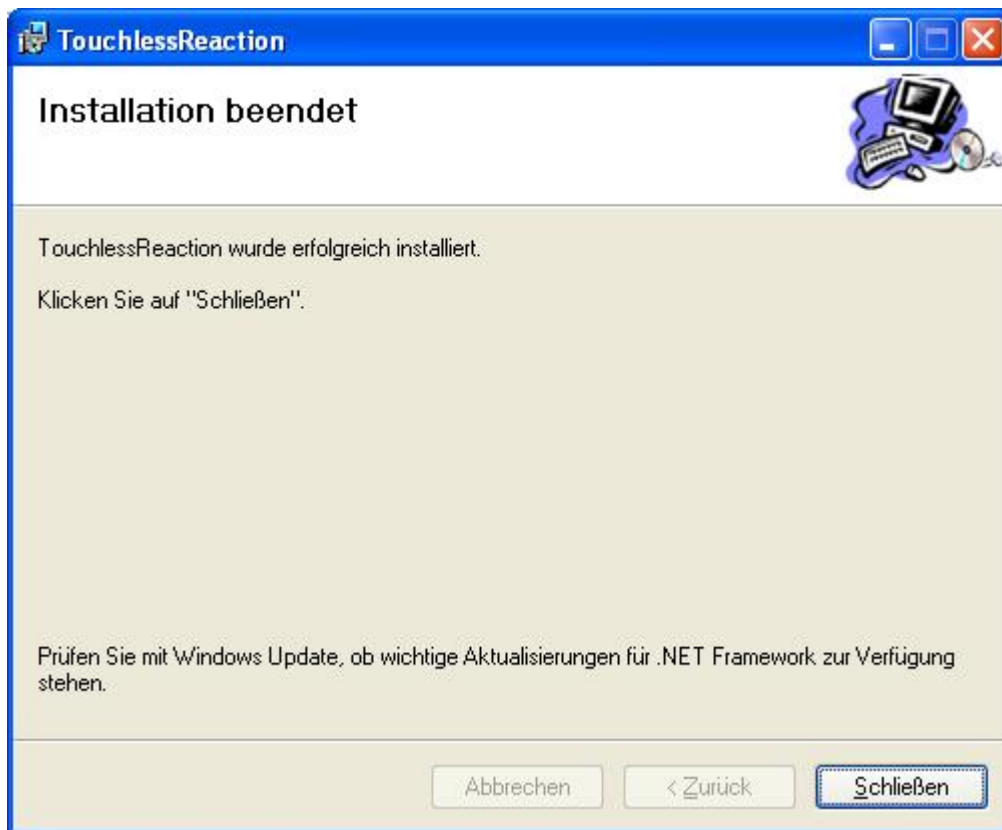 TouchlessReaction
Installation beendet
TouchlessReaction wurde erfolgreich installiert.
Klicken Sie auf "Schließen".
Prüfen Sie mit Windows Update, ob wichtige Aktualisierungen für .NET Framework zur Verfügung
stehen.
Abbrechen
< Zurück
Schließen